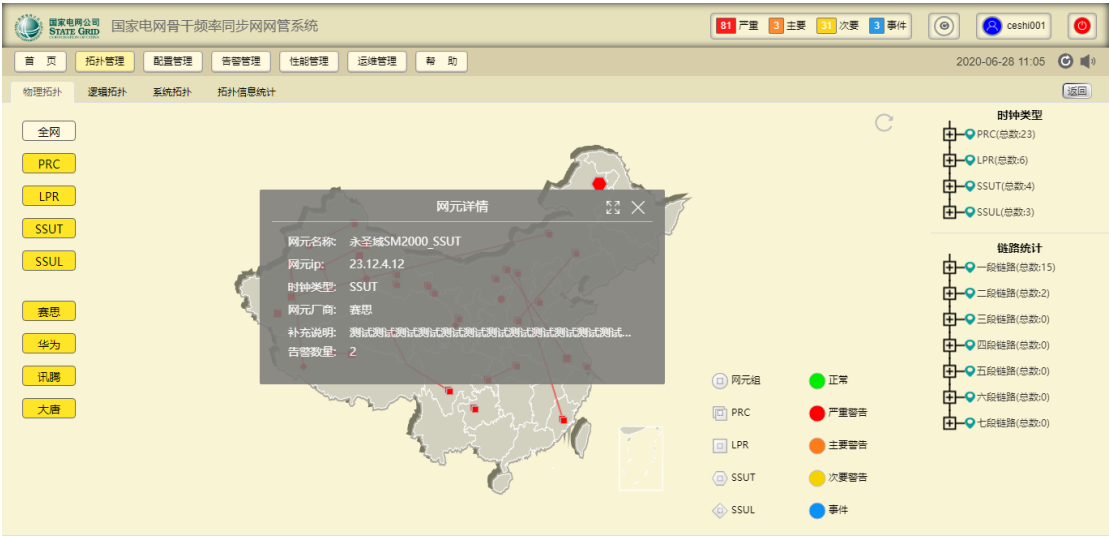 国家电网公司 国家电网骨干频率同步网网管系统 81 严重 3 主要 31 次要 3 事件 ceshi001
STATE GRID
首 页 拓扑管理 配置管理 告警管理 性能管理 运维管理 帮 助 2020-06-28 11:05
物理拓扑 逻辑拓扑 系统拓扑 拓扑信息统计 返回
全网
PRC
LPR
SSUT
SSUL
赛思
华为
讯腾
大唐
网元详情
网元名称: 永圣域SM2000_SSUT
网元ip: 23.12.4.12
时钟类型: SSUT
网元厂商: 赛思
补充说明: 测试测试测试测试测试测试测试测试测试测试测试测试...
告警数量: 2
网元组 正常
PRC 严重警告
LPR 主要警告
SSUT 次要警告
SSUL 事件
时钟类型
PRC(总数:23)
LPR(总数:6)
SSUT(总数:4)
SSUL(总数:3)
链路统计
一段链路(总数:15)
二段链路(总数:2)
三段链路(总数:0)
四段链路(总数:0)
五段链路(总数:0)
六段链路(总数:0)
七段链路(总数:0)